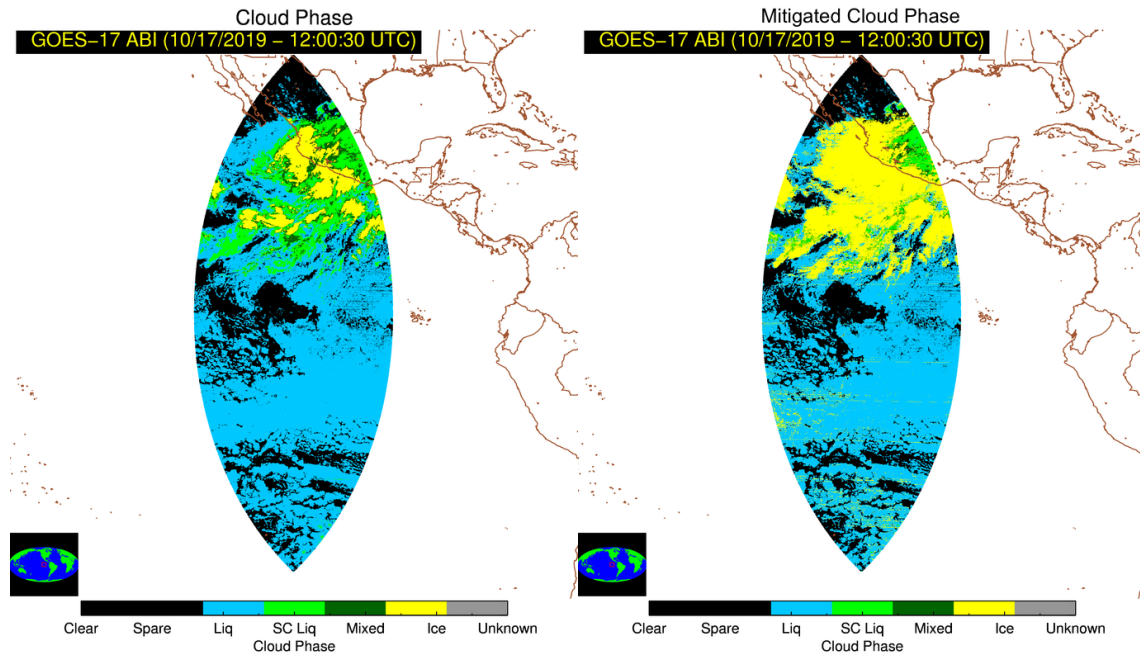 Cloud Phase
GOES−17 ABI (10/17/2019 − 12:00:30 UTC)
Clear Spare Liq SC Liq Mixed Ice Unknown
Cloud Phase
Mitigated Cloud Phase
GOES−17 ABI (10/17/2019 − 12:00:30 UTC)
Clear Spare Liq SC Liq Mixed Ice Unknown
Cloud Phase